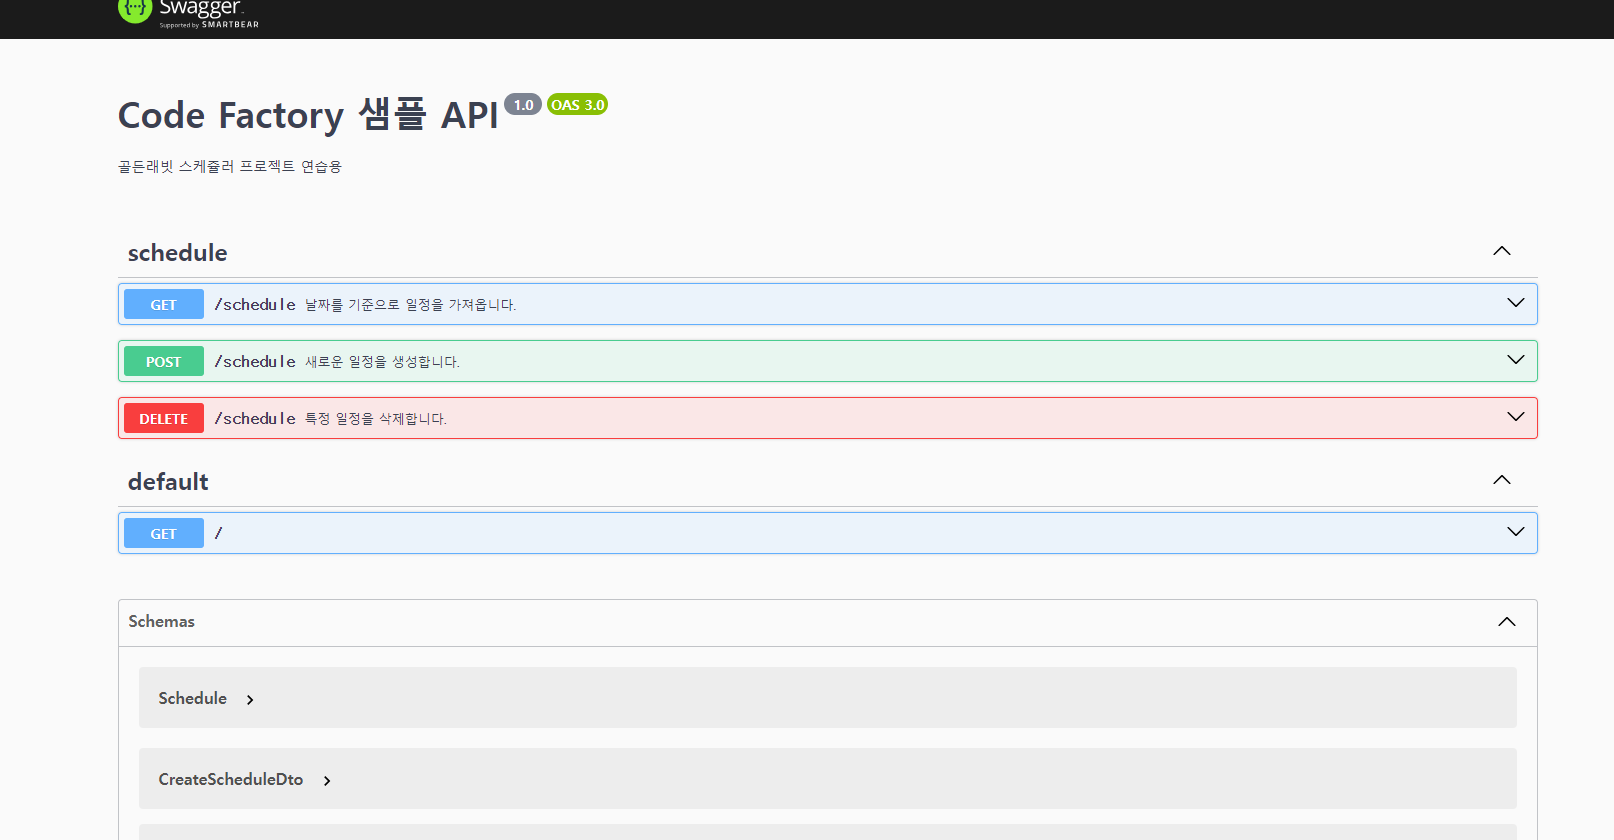 {···} Swagger
Supported by SMARTBEAR
Code Factory 샘플 API 1.0 OAS 3.0
골든래빗 스케쥴러 프로젝트 연습용
schedule
GET /schedule 날짜를 기준으로 일정을 가져옵니다.
POST /schedule 새로운 일정을 생성합니다.
DELETE /schedule 특정 일정을 삭제합니다.
default
GET /
Schemas
Schedule
CreateScheduleDto